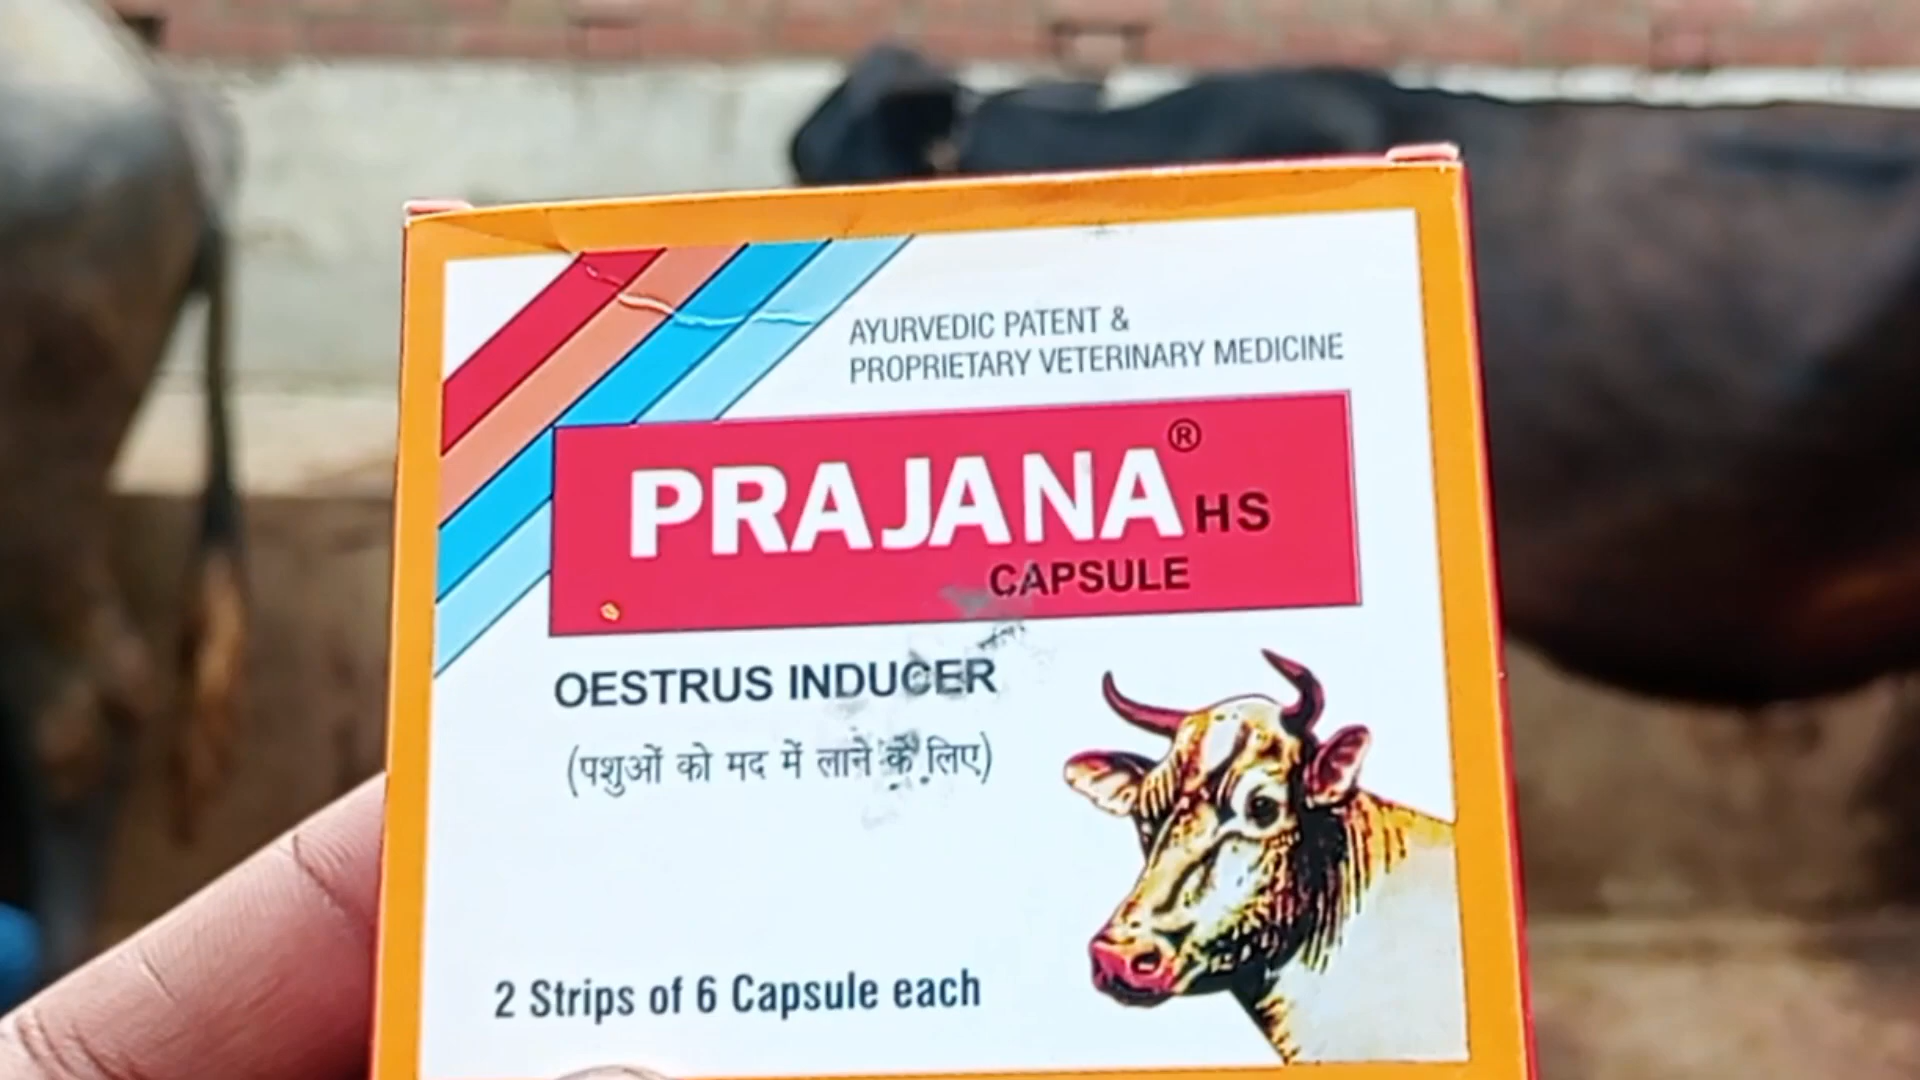 AYURVEDIC PATENT &
PROPRIETARY VETERINARY MEDICINE
PRAJANA® HS
CAPSULE
OESTRUS INDUCER
(पशुओं को मद में लाने के लिए)
2 Strips of 6 Capsule each